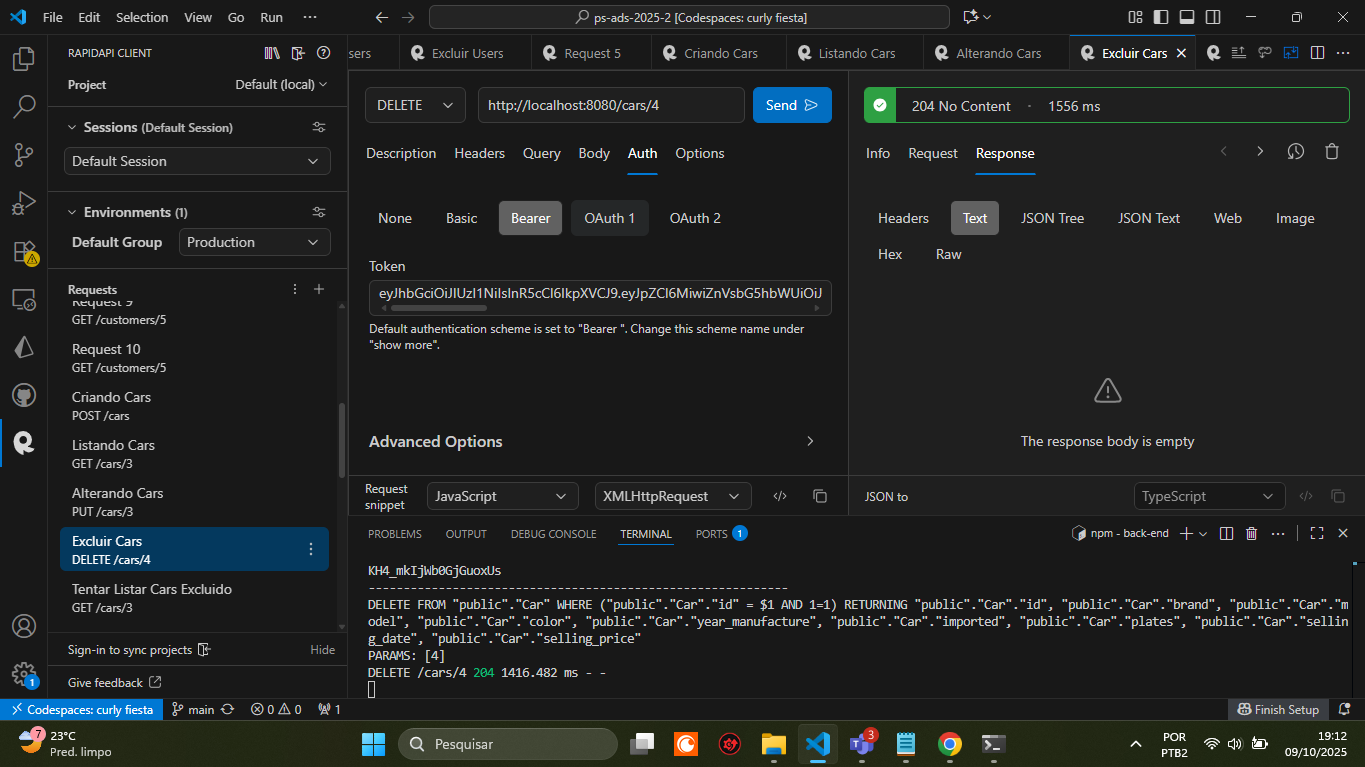 File Edit Selection View Go Run ···
ps-ads-2025-2 [Codespaces: curly fiesta]
RAPIDAPI CLIENT
Project
Default (local)
Sessions (Default Session)
Default Session
Environments (1)
Default Group
Production
Requests
Request 9
GET /customers/5
Request 10
GET /customers/5
Criando Cars
POST /cars
Listando Cars
GET /cars/3
Alterando Cars
PUT /cars/3
Excluir Cars
DELETE /cars/4
Tentar Listar Cars Excluido
GET /cars/3
Sign-in to sync projects
Hide
Give feedback
sers
Excluir Users
Request 5
Criando Cars
Listando Cars
Alterando Cars
Excluir Cars
DELETE
http://localhost:8080/cars/4
Send
Description Headers Query Body Auth Options
None Basic Bearer OAuth 1 OAuth 2
Token
eyJhbGciOiJIUzI1NiIsInR5cCI6IkpXVCJ9.eyJpZCI6MiwiZnVsbG5hbWUiOiJ
Default authentication scheme is set to "Bearer ". Change this scheme name under
"show more".
Advanced Options
Request
snippet
JavaScript
XMLHttpRequest
204 No Content · 1556 ms
Info Request Response
Headers Text JSON Tree JSON Text Web Image
Hex Raw
The response body is empty
JSON to
TypeScript
PROBLEMS OUTPUT DEBUG CONSOLE TERMINAL PORTS 1
npm - back-end
KH4_mkIjWb0GjGuoxUs
------------------------------------------------------------
DELETE FROM "public"."Car" WHERE ("public"."Car"."id" = $1 AND 1=1) RETURNING "public"."Car"."id", "public"."Car"."brand", "public"."Car"."m
odel", "public"."Car"."color", "public"."Car"."year_manufacture", "public"."Car"."imported", "public"."Car"."plates", "public"."Car"."sellin
g_date", "public"."Car"."selling_price"
PARAMS: [4]
DELETE /cars/4 204 1416.482 ms - -
1
Codespaces: curly fiesta
main
0 0
1
Finish Setup
7
23°C
Pred. limpo
Pesquisar
3
POR
PTB2
19:12
09/10/2025